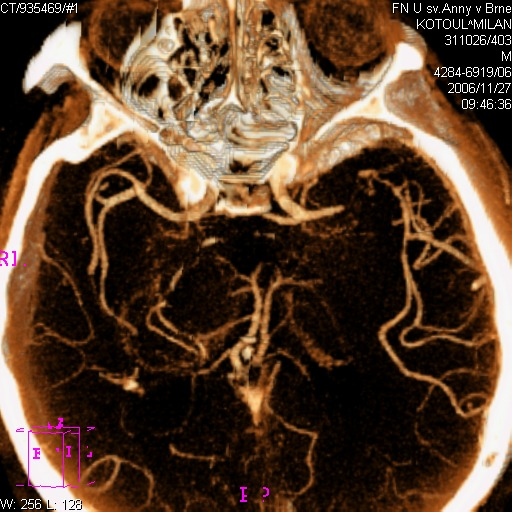 CT/935469/#1
FN U sv.Anny v Brne
KOTOUL^MILAN
311026/403
M
4284-6919/06
2006/11/27
09:46:36
W: 256 L: 128